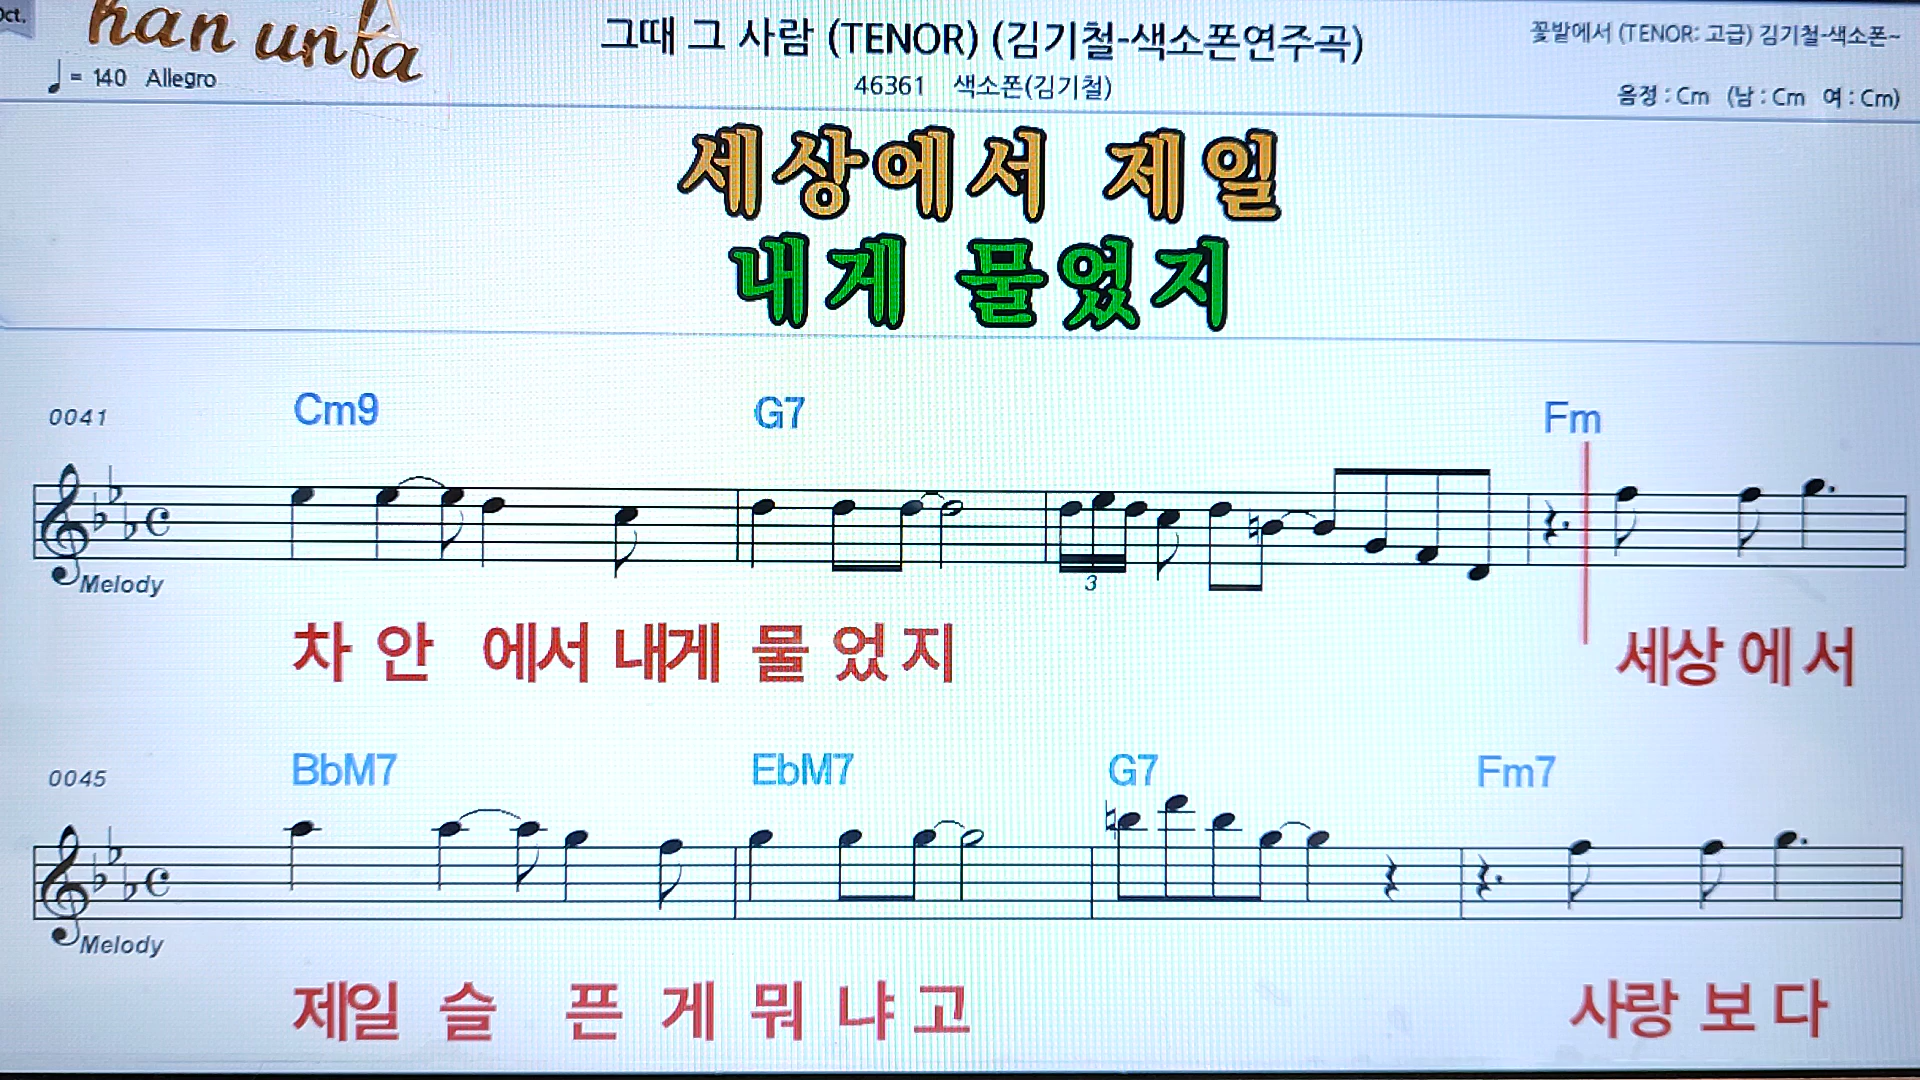 Oct.
han unfa
♩ = 140 Allegro
그때 그 사람 (TENOR) (김기철-색소폰연주곡)
46361 색소폰(김기철)
꽃밭에서 (TENOR: 고급) 김기철-색소폰~
음정 : Cm (남 : Cm 여 : Cm)
세상에서 제일
내게 물었지
0041 Cm9 G7 Fm
3
Melody
차 안 에서 내게 물 었 지 세상 에 서
0045 BbM7 EbM7 G7 Fm7
Melody
제일 슬 픈 게 뭐 냐 고 사랑 보 다